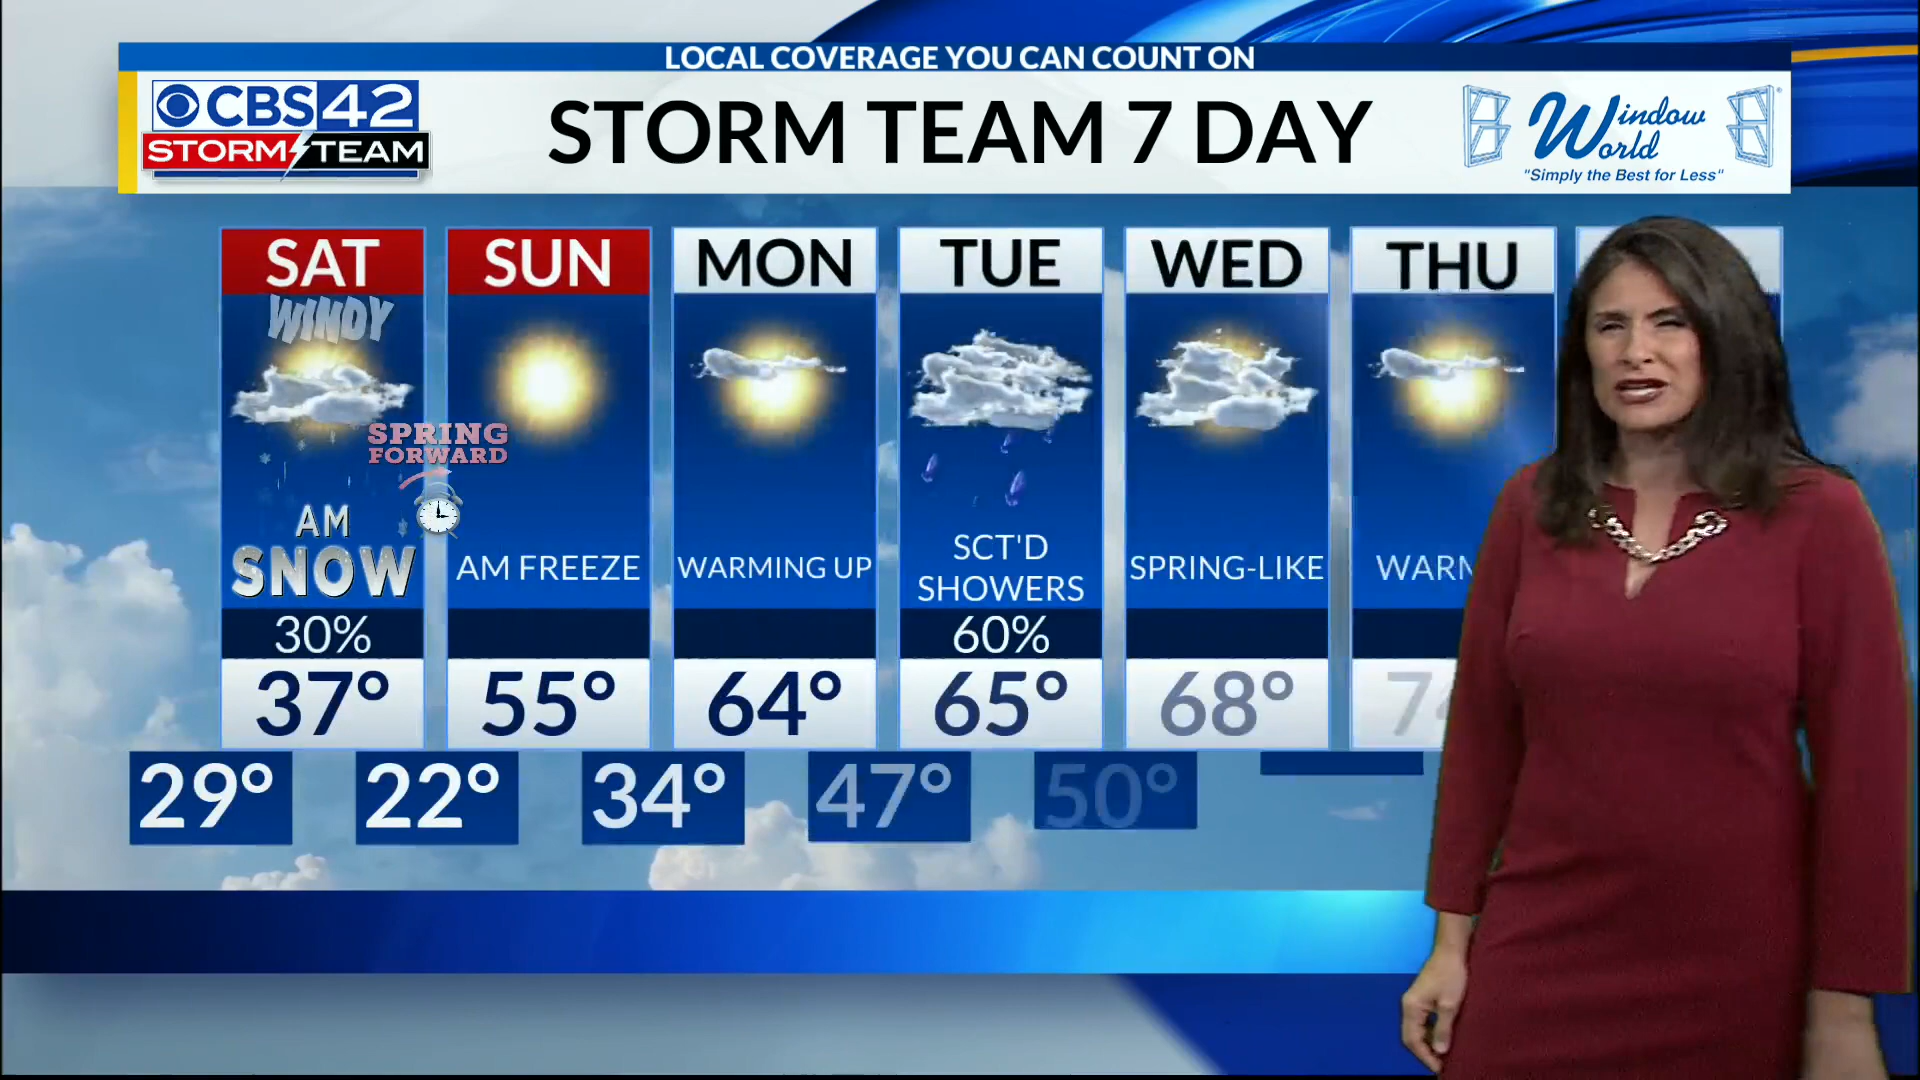 LOCAL COVERAGE YOU CAN COUNT ON
CBS 42
STORM TEAM
STORM TEAM 7 DAY
Window
World
"Simply the Best for Less"
SAT
SUN
MON
TUE
WED
THU
WINDY
SPRING
FORWARD
AM
SNOW
AM FREEZE
WARMING UP
SCT'D
SHOWERS
SPRING-LIKE
30%
60%
37°
55°
64°
65°
68°
29°
22°
34°
47°
50°